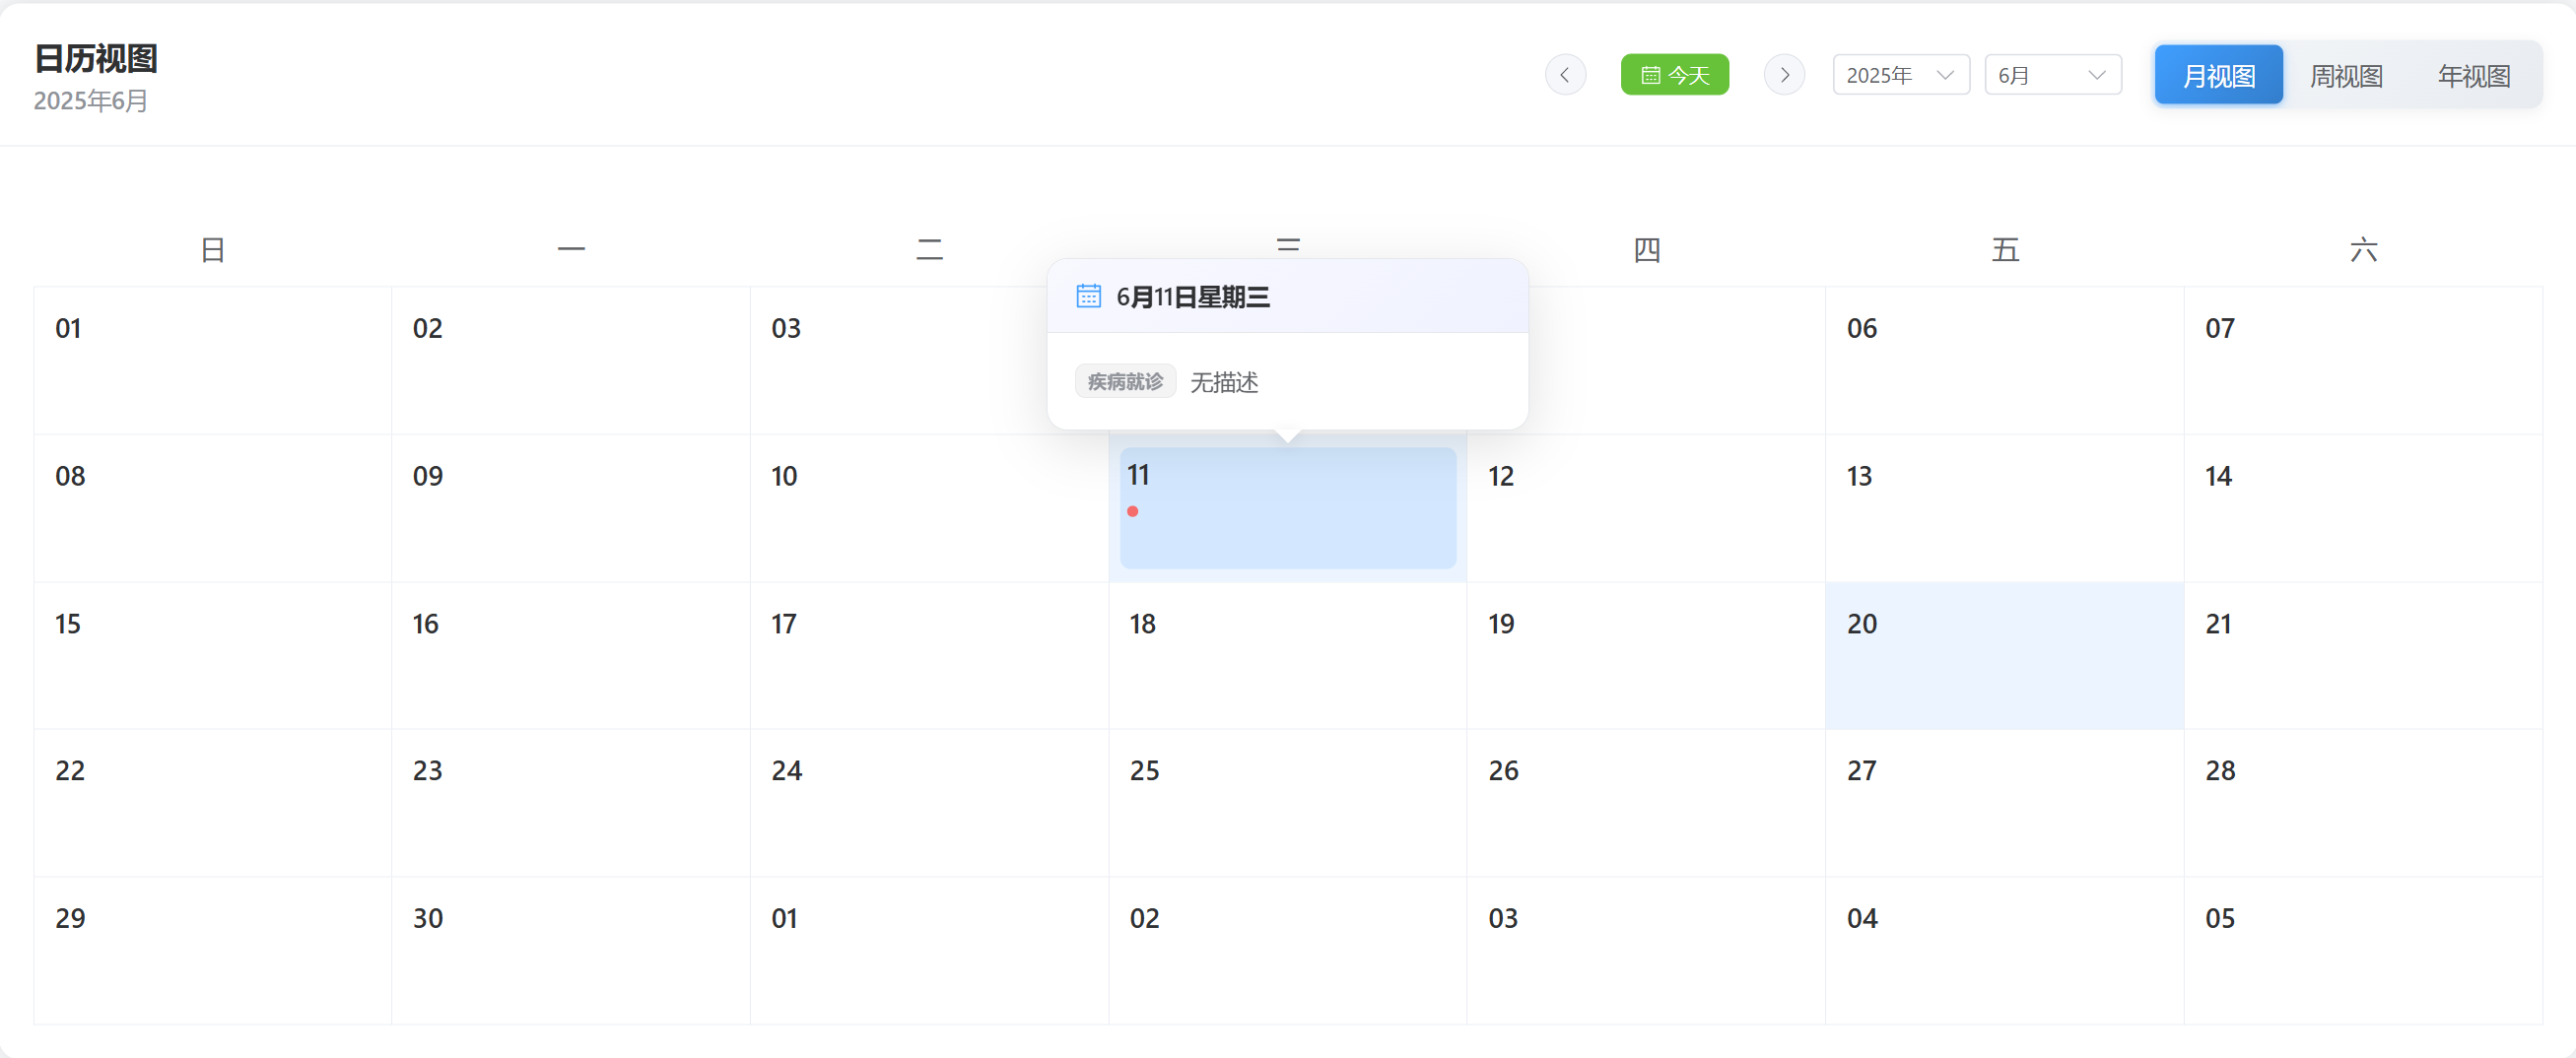 日历视图
2025年6月
今天
2025年
6月
月视图 周视图 年视图
日 一 二 四 五 六
6月11日星期三
疾病就诊 无描述
01 02 03 06 07
08 09 10 11 12 13 14
15 16 17 18 19 20 21
22 23 24 25 26 27 28
29 30 01 02 03 04 05